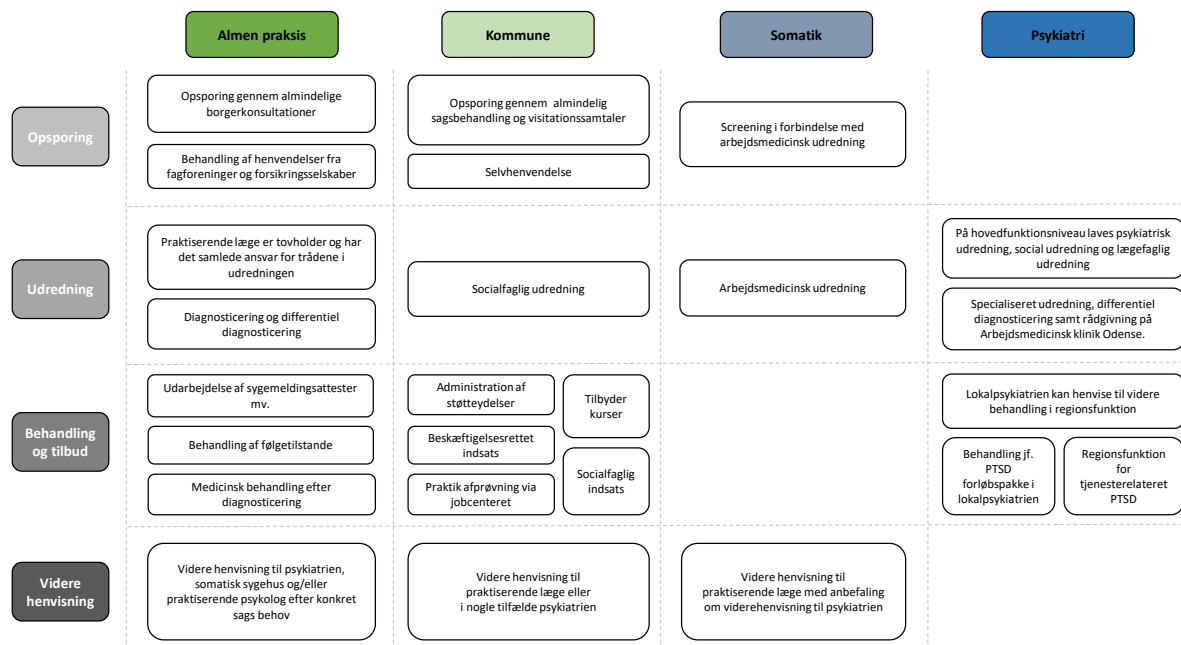 Almen praksis
Kommune
Somatik
Psykiatri
Opsporing
Opsporing gennem almindelige
borgerkonsultationer
Behandling af henvendelser fra
fagforeninger og forsikringsselskaber
Opsporing gennem almindelig
sagsbehandling og visitationssamtaler
Selvhenvendelse
Screening i forbindelse med
arbejdsmedicinsk udredning
Udredning
Praktiserende læge er tovholder og har
det samlede ansvar for trådene i
udredningen
Diagnosticering og differentiel
diagnosticering
Socialfaglig udredning
Arbejdsmedicinsk udredning
På hovedfunktionsniveau laves psykiatrisk
udredning, social udredning og lægefaglig
udredning
Specialiseret udredning, differentiel
diagnosticering samt rådgivning på
Arbejdsmedicinsk klinik Odense.
Behandling
og tilbud
Udarbejdelse af sygemeldingsattester
mv.
Behandling af følgetilstande
Medicinsk behandling efter
diagnosticering
Administration af
støtteydelser
Beskæftigelsesrettet
indsats
Praktik afprøvning via
jobcenteret
Tilbyder
kurser
Socialfaglig
indsats
Lokalpsykiatrien kan henvise til videre
behandling i regionsfunktion
Behandling jf.
PTSD
forløbspakke i
lokalpsykiatrien
Regionsfunktion
for
tjenesterelateret
PTSD
Videre
henvisning
Videre henvisning til psykiatrien,
somatisk sygehus og/eller
praktiserende psykolog efter konkret
sags behov
Videre henvisning til
praktiserende læge eller
i nogle tilfælde psykiatrien
Videre henvisning til
praktiserende læge med anbefaling
om viderehenvisning til psykiatrien